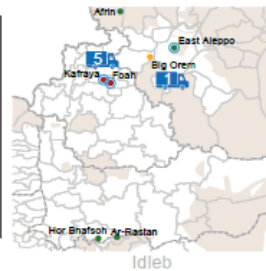 Afrin
East Aleppo
5
Big Orem
Kafraya Foah
1
Hor Bnafsoh Ar-Rastan
Idleb